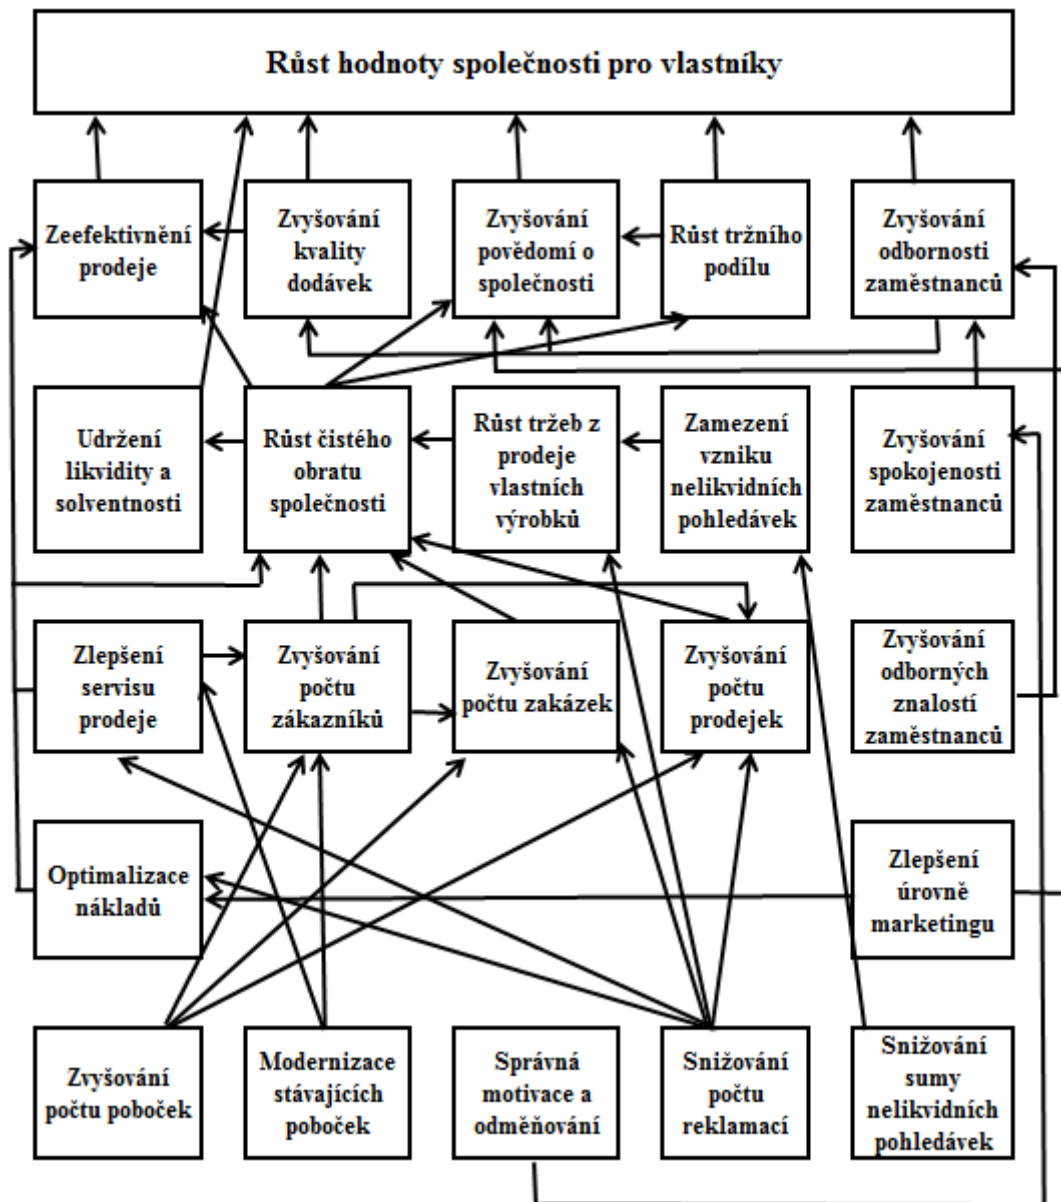 Růst hodnoty společnosti pro vlastníky
Zeefektivnění
prodeje
Zvyšování
kvality
dodávek
Zvyšování
povědomí o
společnosti
Růst tržního
podílu
Zvyšování
odbornosti
zaměstnanců
Udržení
likvidity a
solventnosti
Růst čistého
obratu
společnosti
Růst tržeb z
prodeje
vlastních
výrobků
Zamezení
vzniku
nelikvidních
pohledávek
Zvyšování
spokojenosti
zaměstnanců
Zlepšení
servisu
prodeje
Zvyšování
počtu
zákazníků
Zvyšování
počtu zakázek
Zvyšování
počtu
prodejek
Zvyšování
odborných
znalostí
zaměstnanců
Optimalizace
nákladů
Zlepšení
úrovně
marketingu
Zvyšování
počtu poboček
Modernizace
stávajících
poboček
Správná
motivace a
odměňování
Snižování
počtu
reklamací
Snižování
sumy
nelikvidních
pohledávek